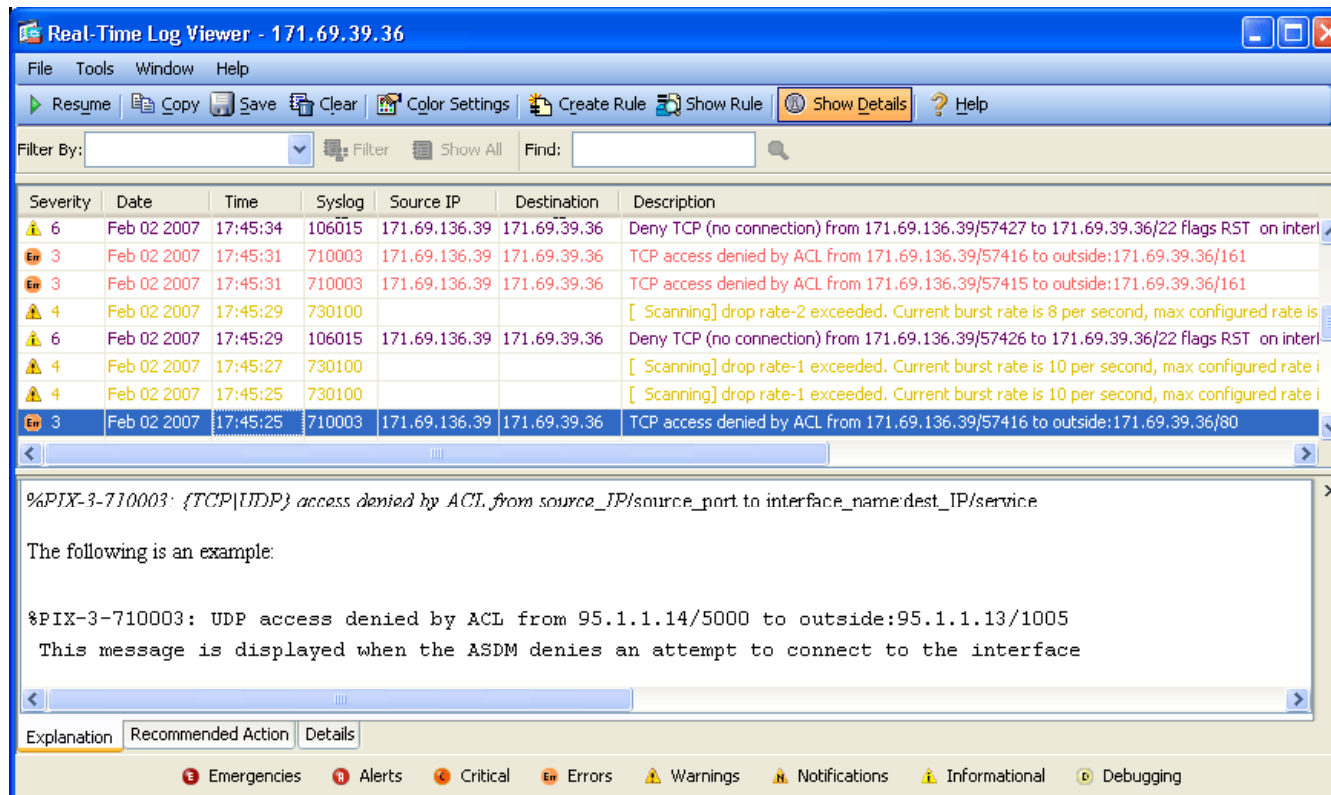 Real-Time Log Viewer - 171.69.39.36
File Tools Window Help
Resume Copy Save Clear Color Settings Create Rule Show Rule Show Details Help
Filter By: Filter Show All Find:
Severity Date Time Syslog Source IP Destination Description
6 Feb 02 2007 17:45:34 106015 171.69.136.39 171.69.39.36 Deny TCP (no connection) from 171.69.136.39/57427 to 171.69.39.36/22 flags RST on interf
Err 3 Feb 02 2007 17:45:31 710003 171.69.136.39 171.69.39.36 TCP access denied by ACL from 171.69.136.39/57416 to outside:171.69.39.36/161
Err 3 Feb 02 2007 17:45:31 710003 171.69.136.39 171.69.39.36 TCP access denied by ACL from 171.69.136.39/57415 to outside:171.69.39.36/161
4 Feb 02 2007 17:45:29 730100 [ Scanning] drop rate-2 exceeded. Current burst rate is 8 per second, max configured rate is
6 Feb 02 2007 17:45:29 106015 171.69.136.39 171.69.39.36 Deny TCP (no connection) from 171.69.136.39/57426 to 171.69.39.36/22 flags RST on interf
4 Feb 02 2007 17:45:27 730100 [ Scanning] drop rate-1 exceeded. Current burst rate is 10 per second, max configured rate i
4 Feb 02 2007 17:45:25 730100 [ Scanning] drop rate-1 exceeded. Current burst rate is 10 per second, max configured rate i
Err 3 Feb 02 2007 17:45:25 710003 171.69.136.39 171.69.39.36 TCP access denied by ACL from 171.69.136.39/57416 to outside:171.69.39.36/80
%PIX-3-710003: {TCP|UDP} access denied by ACL from source_IP/source_port to interface_name:dest_IP/service
The following is an example:
%PIX-3-710003: UDP access denied by ACL from 95.1.1.14/5000 to outside:95.1.1.13/1005
This message is displayed when the ASDM denies an attempt to connect to the interface
Explanation Recommended Action Details
E Emergencies A Alerts C Critical Err Errors Warnings N Notifications i Informational D Debugging